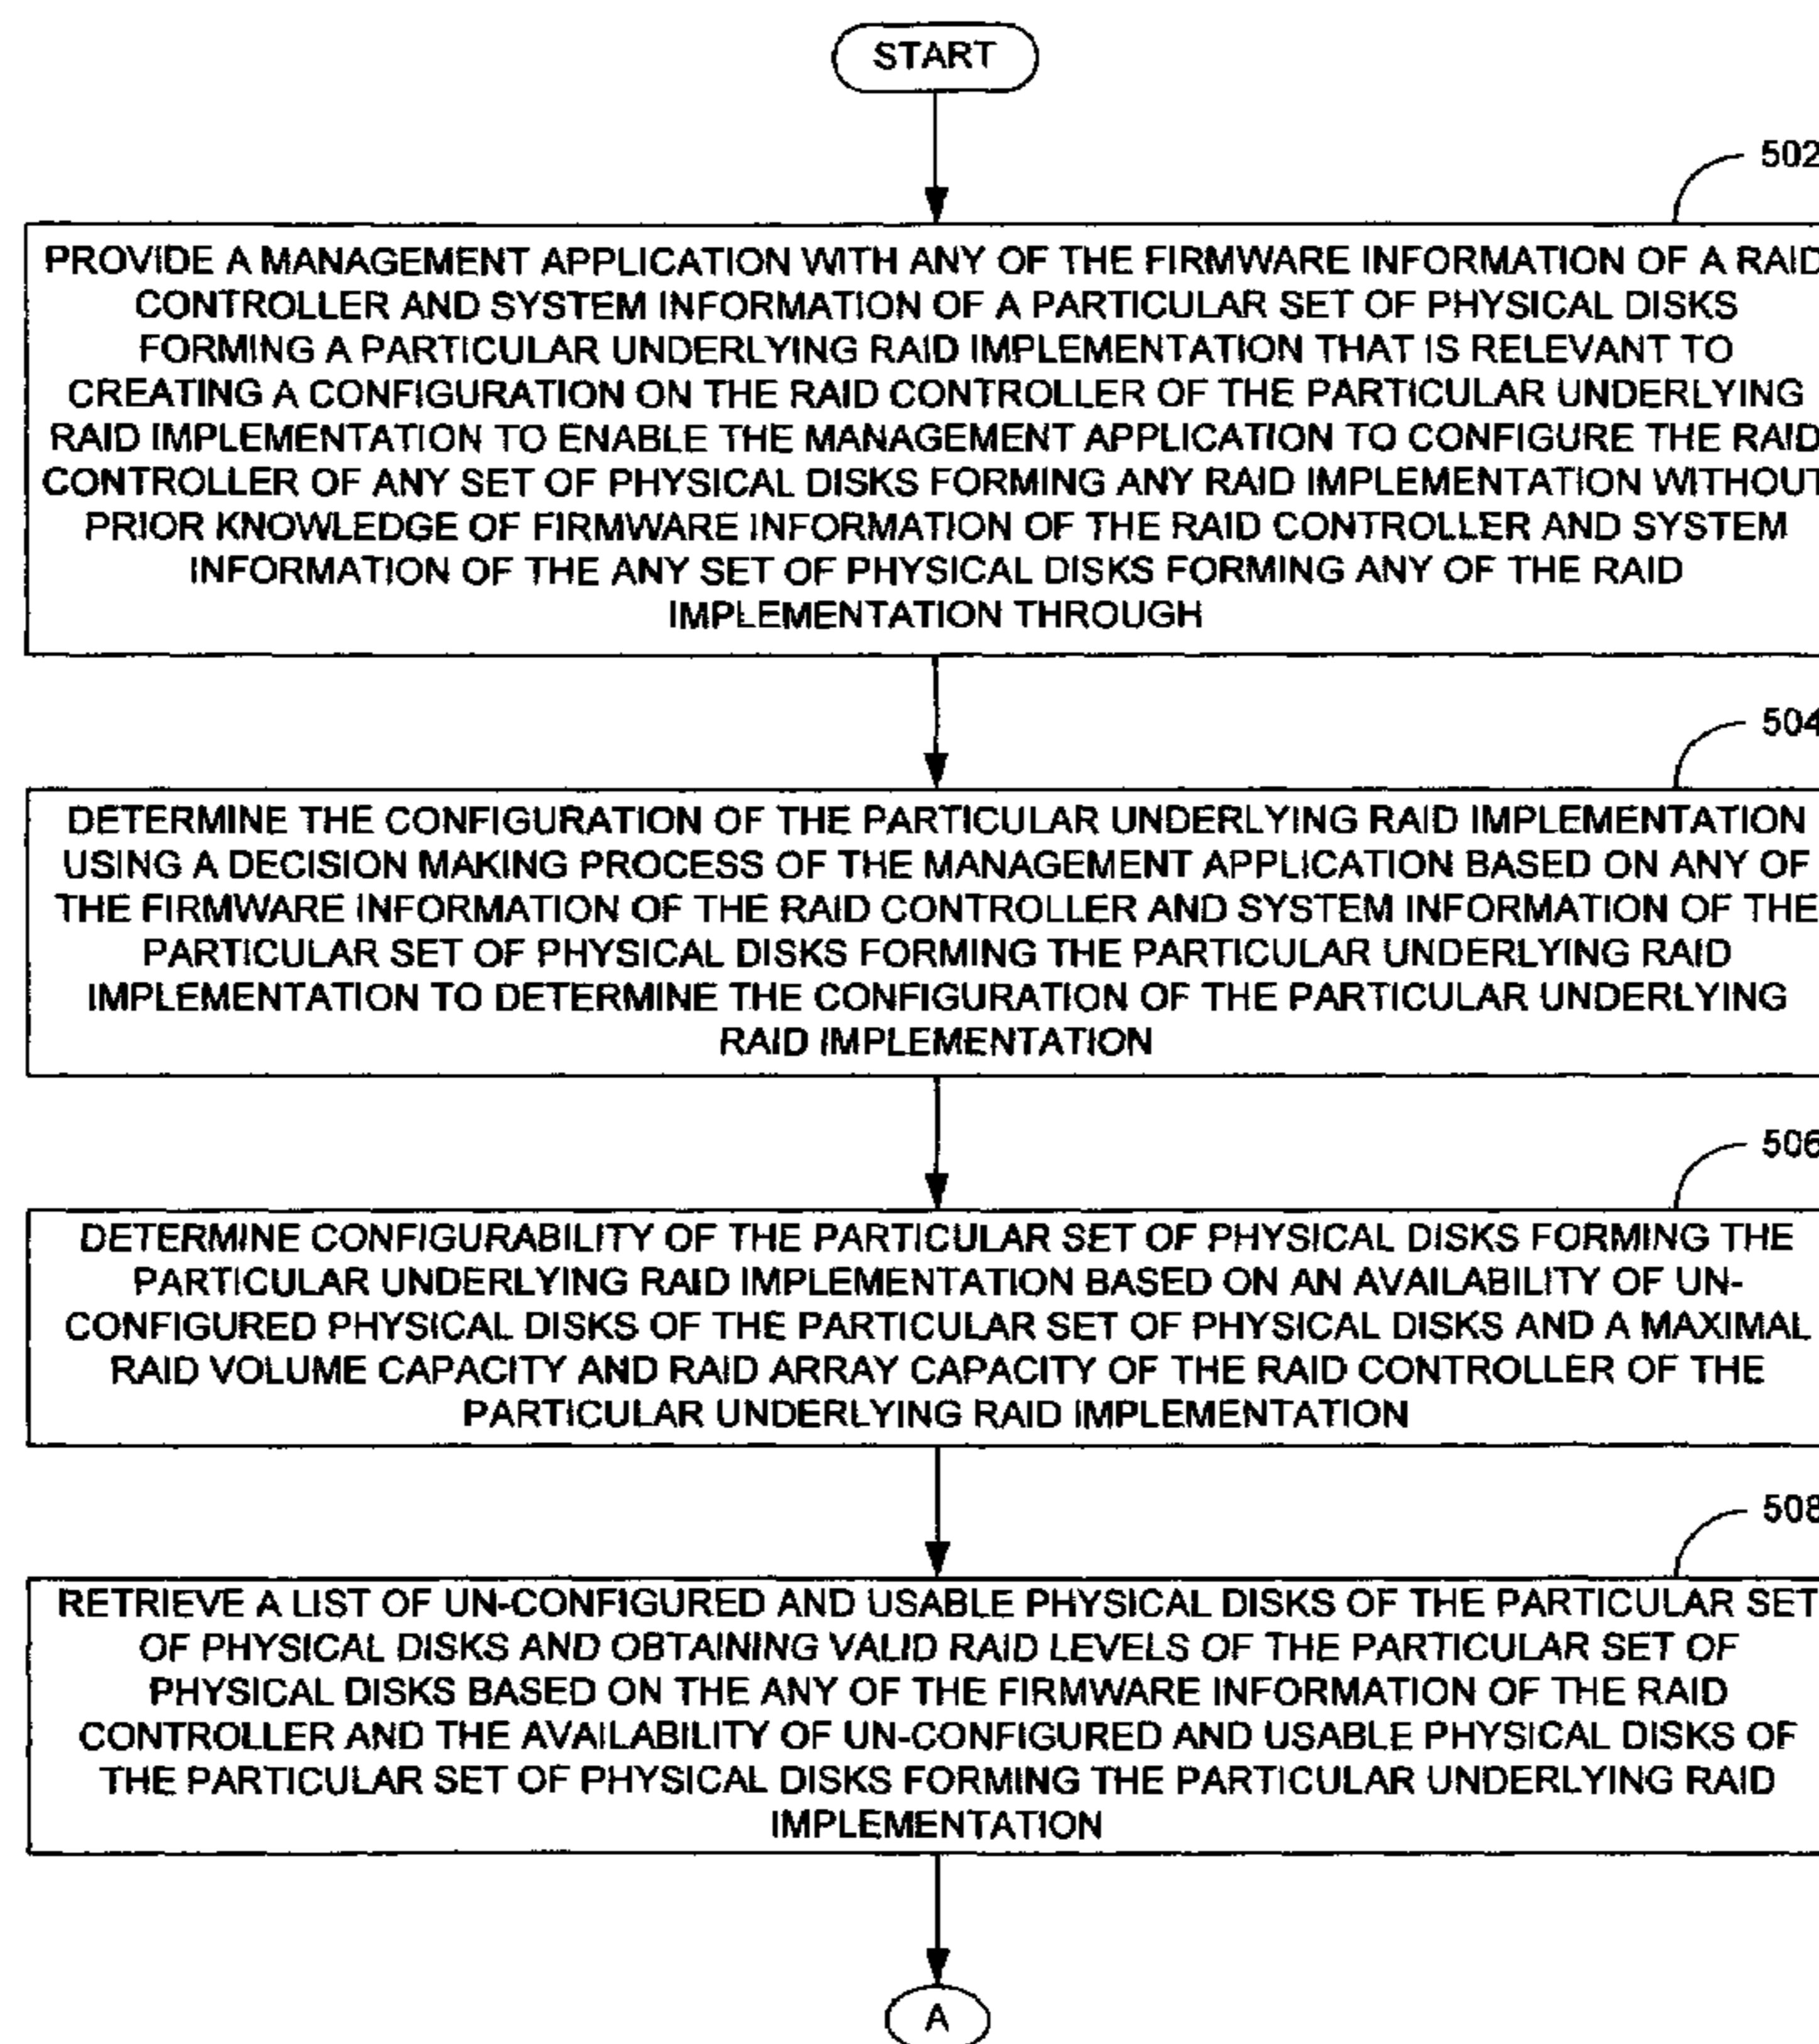 START
502
PROVIDE A MANAGEMENT APPLICATION WITH ANY OF THE FIRMWARE INFORMATION OF A RAID
CONTROLLER AND SYSTEM INFORMATION OF A PARTICULAR SET OF PHYSICAL DISKS
FORMING A PARTICULAR UNDERLYING RAID IMPLEMENTATION THAT IS RELEVANT TO
CREATING A CONFIGURATION ON THE RAID CONTROLLER OF THE PARTICULAR UNDERLYING
RAID IMPLEMENTATION TO ENABLE THE MANAGEMENT APPLICATION TO CONFIGURE THE RAID
CONTROLLER OF ANY SET OF PHYSICAL DISKS FORMING ANY RAID IMPLEMENTATION WITHOUT
PRIOR KNOWLEDGE OF FIRMWARE INFORMATION OF THE RAID CONTROLLER AND SYSTEM
INFORMATION OF THE ANY SET OF PHYSICAL DISKS FORMING ANY OF THE RAID
IMPLEMENTATION THROUGH
504
DETERMINE THE CONFIGURATION OF THE PARTICULAR UNDERLYING RAID IMPLEMENTATION
USING A DECISION MAKING PROCESS OF THE MANAGEMENT APPLICATION BASED ON ANY OF
THE FIRMWARE INFORMATION OF THE RAID CONTROLLER AND SYSTEM INFORMATION OF THE
PARTICULAR SET OF PHYSICAL DISKS FORMING THE PARTICULAR UNDERLYING RAID
IMPLEMENTATION TO DETERMINE THE CONFIGURATION OF THE PARTICULAR UNDERLYING
RAID IMPLEMENTATION
506
DETERMINE CONFIGURABILITY OF THE PARTICULAR SET OF PHYSICAL DISKS FORMING THE
PARTICULAR UNDERLYING RAID IMPLEMENTATION BASED ON AN AVAILABILITY OF UN-
CONFIGURED PHYSICAL DISKS OF THE PARTICULAR SET OF PHYSICAL DISKS AND A MAXIMAL
RAID VOLUME CAPACITY AND RAID ARRAY CAPACITY OF THE RAID CONTROLLER OF THE
PARTICULAR UNDERLYING RAID IMPLEMENTATION
508
RETRIEVE A LIST OF UN-CONFIGURED AND USABLE PHYSICAL DISKS OF THE PARTICULAR SET
OF PHYSICAL DISKS AND OBTAINING VALID RAID LEVELS OF THE PARTICULAR SET OF
PHYSICAL DISKS BASED ON THE ANY OF THE FIRMWARE INFORMATION OF THE RAID
CONTROLLER AND THE AVAILABILITY OF UN-CONFIGURED AND USABLE PHYSICAL DISKS OF
THE PARTICULAR SET OF PHYSICAL DISKS FORMING THE PARTICULAR UNDERLYING RAID
IMPLEMENTATION
A